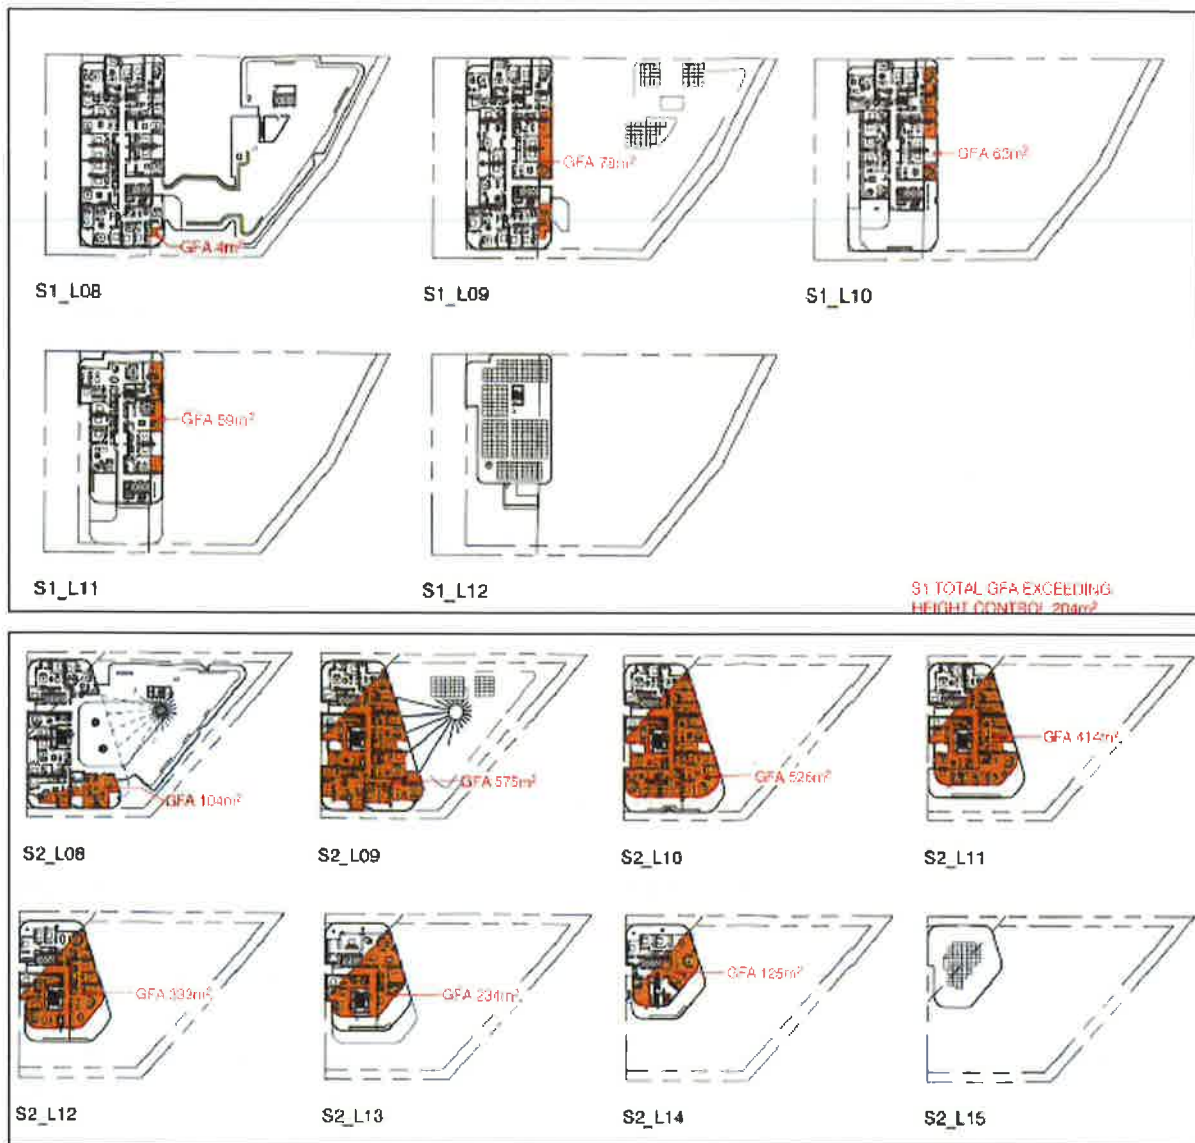 GFA 4m²
GFA 78m²
GFA 63m²
S1_L08
S1_L09
S1_L10
GFA 59m²
S1_L11
S1_L12
S1 TOTAL GFA EXCEEDING
HEIGHT CONTROL 204m²
GFA 104m²
GFA 575m²
GFA 526m²
GFA 414m²
S2_L08
S2_L09
S2_L10
S2_L11
GFA 333m²
GFA 234m²
GFA 125m²
S2_L12
S2_L13
S2_L14
S2_L15